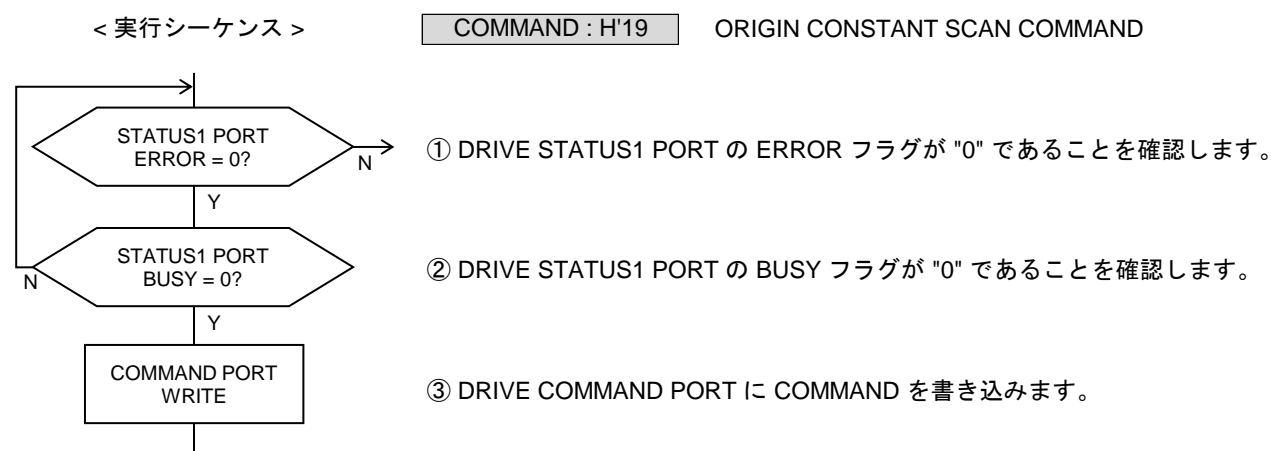 < 実行シーケンス >
COMMAND : H'19
ORIGIN CONSTANT SCAN COMMAND
STATUS1 PORT
ERROR = 0?
N
① DRIVE STATUS1 PORT の ERROR フラグが "0" であることを確認します。
Y
STATUS1 PORT
BUSY = 0?
N
② DRIVE STATUS1 PORT の BUSY フラグが "0" であることを確認します。
Y
COMMAND PORT
WRITE
③ DRIVE COMMAND PORT に COMMAND を書き込みます。